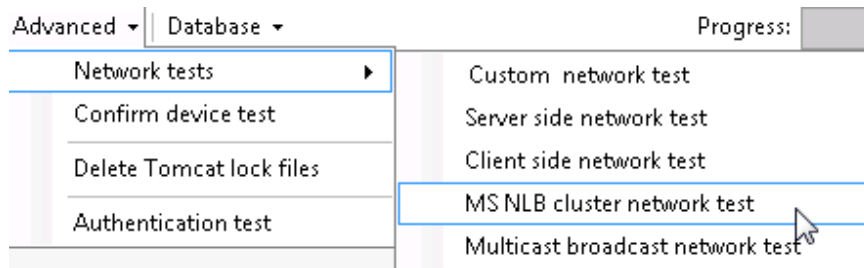 Advanced Database Progress:
Network tests
Confirm device test
Delete Tomcat lock files
Authentication test
Custom network test
Server side network test
Client side network test
MS NLB cluster network test
Multicast broadcast network test